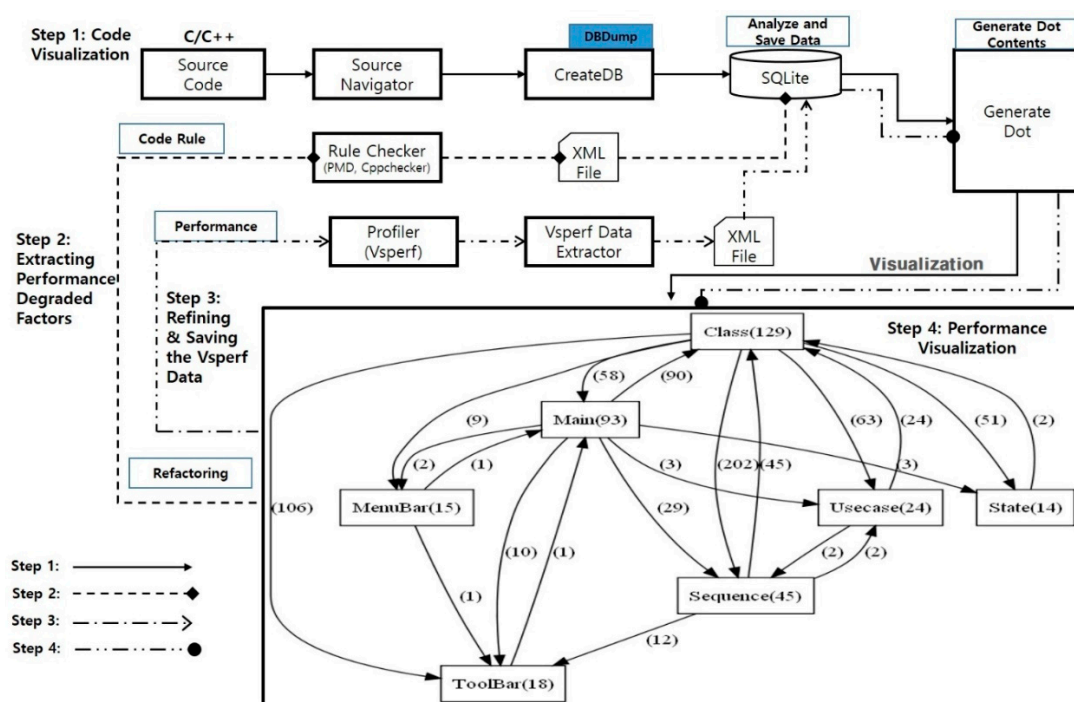 Step 1: Code
Visualization
C/C++
Source
Code
Source
Navigator
DBDump
CreateDB
Analyze and
Save Data
SQLite
Generate Dot
Contents
Generate
Dot
Code Rule
Rule Checker
(PMD, Cppchecker)
XML
File
Performance
Profiler
(Vsperf)
Vsperf Data
Extractor
XML
File
Visualization
Step 2:
Extracting
Performance
Degraded
Factors
Step 3:
Refining
& Saving
the Vsperf
Data
Refactoring
Step 4: Performance
Visualization
Class(129)
(58)
(90)
(9)
Main(93)
(63)
(24)
(51)
(2)
(2)
(1)
(3)
(202)
(45)
(3)
(106)
MenuBar(15)
(29)
Usecase(24)
State(14)
(10)
(1)
(2)
(2)
(1)
Sequence(45)
(12)
ToolBar(18)
Step 1:
Step 2:
Step 3:
Step 4: